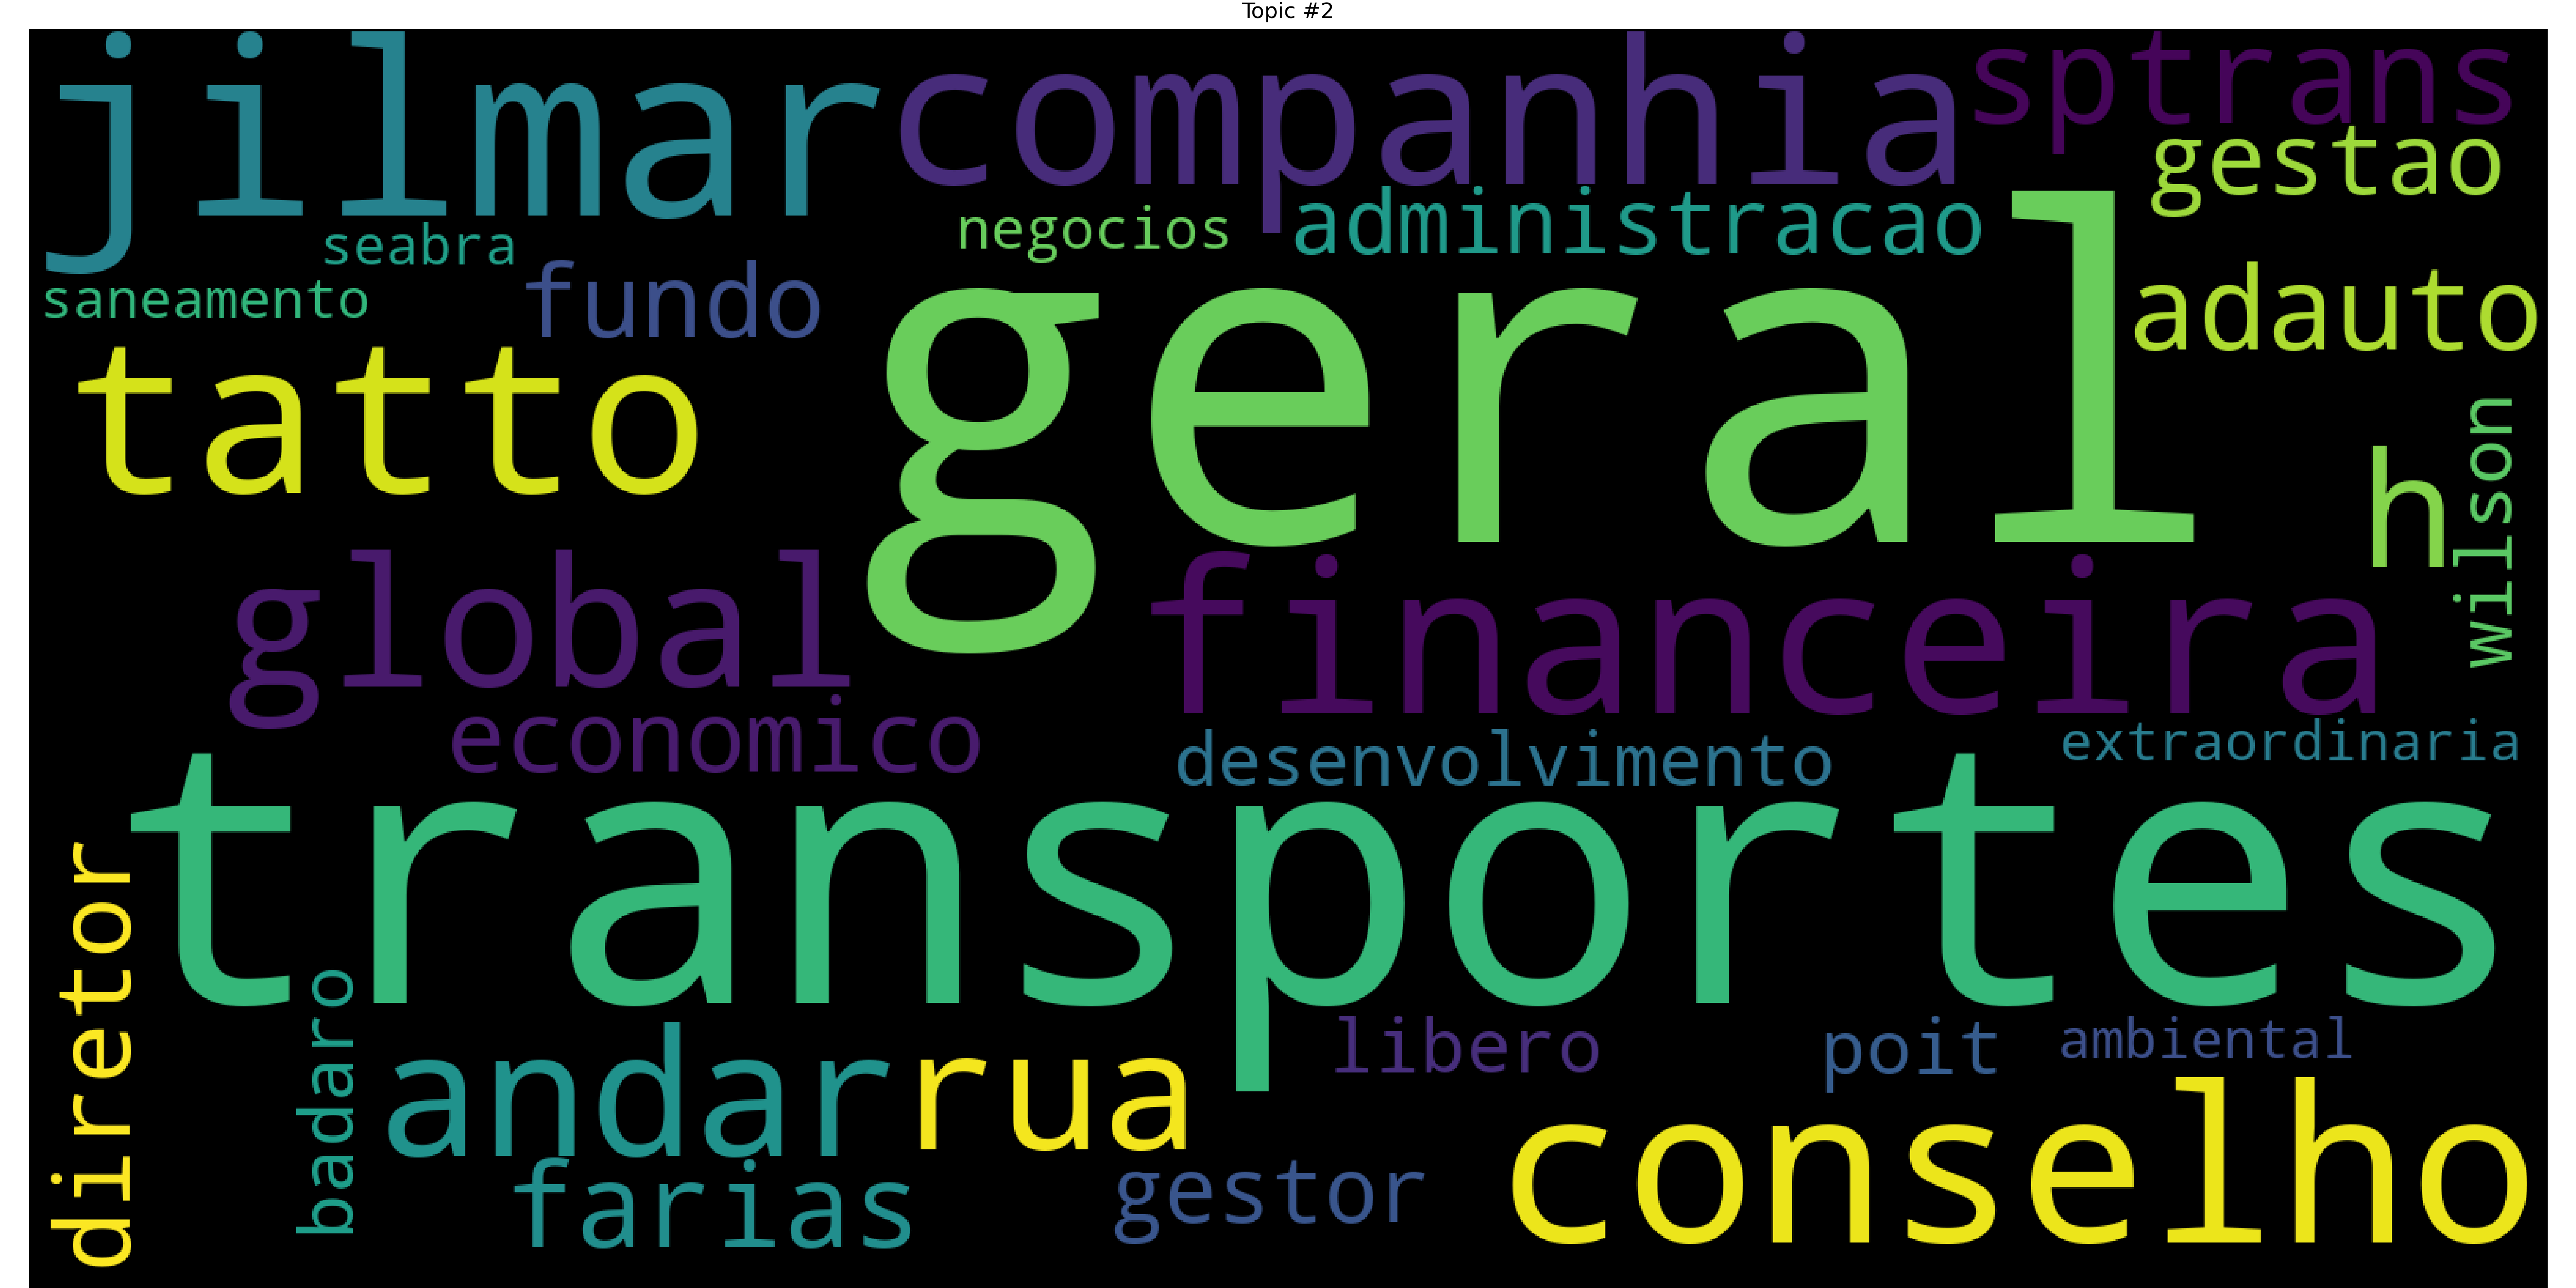 Topic #2
jilmar
companhia
sptrans
gestao
seabra
negocios
administracao
saneamento
fundo
geral
adauto
tatto
h
wilson
global
financeira
economico
desenvolvimento
extraordinaria
transportes
diretor
badaro
andar
rua
libero
poit
ambiental
farias
gestor
conselho